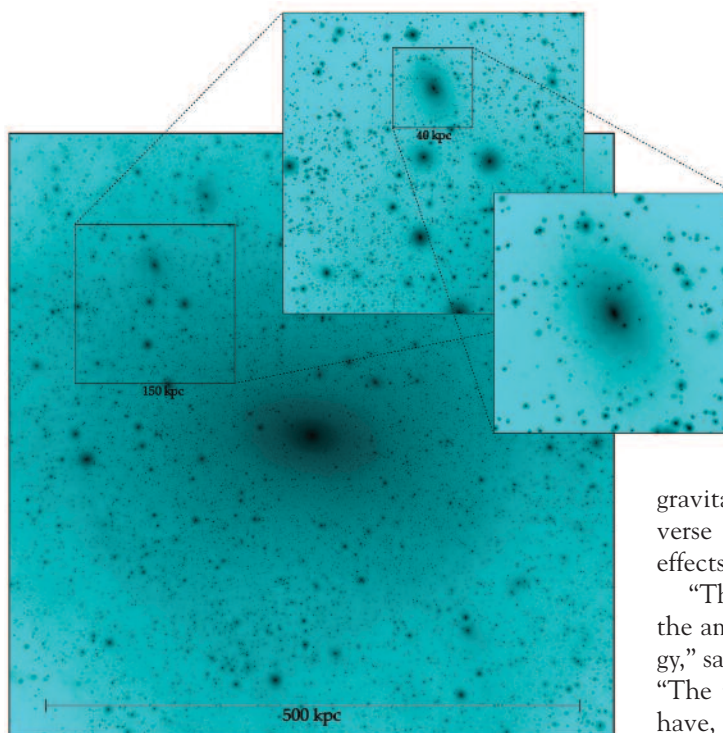 40 kpc
150 kpc
500 kpc
gravita
verse
effects
“Th
the an
gy,” sa
“The
have,